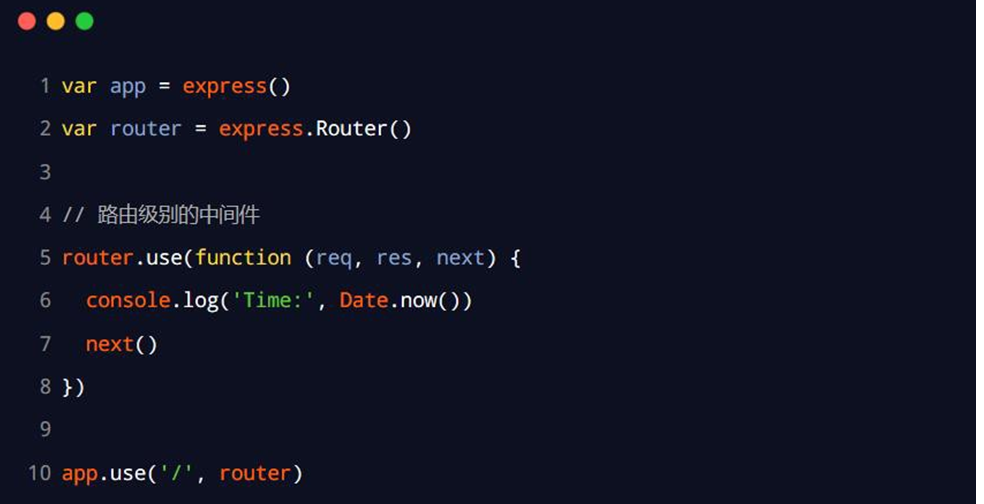 1 var app = express()
2 var router = express.Router()
3
4 // 路由级别的中间件
5 router.use(function (req, res, next) {
6   console.log('Time:', Date.now())
7   next()
8 })
9
10 app.use('/', router)